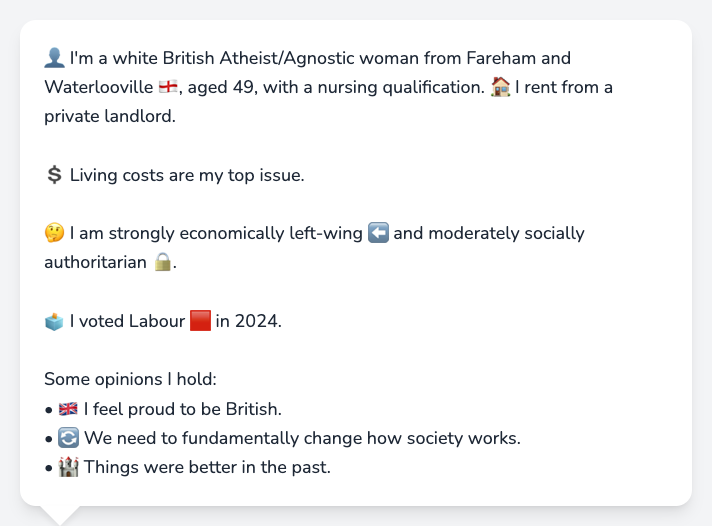 👤 I'm a white British Atheist/Agnostic woman from Fareham and
Waterlooville 🏴󠁧󠁢󠁥󠁮󠁧󠁿, aged 49, with a nursing qualification. 🏠 I rent from a
private landlord.
💲 Living costs are my top issue.
🤔 I am strongly economically left-wing ⬅️ and moderately socially
authoritarian 🔒.
🗳️ I voted Labour 🟥 in 2024.
Some opinions I hold:
• 🇬🇧 I feel proud to be British.
• 🔄 We need to fundamentally change how society works.
• 🏰 Things were better in the past.